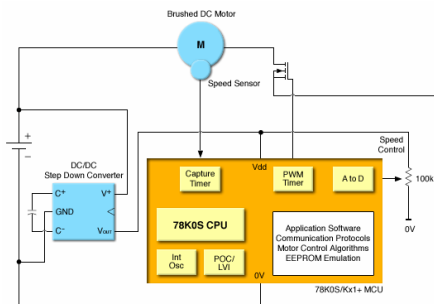 Brushed DC Motor
M
Speed Sensor
+
−
DC/DC
Step Down Converter
C+
V+
GND
C−
VOUT
Speed
Control
100k
0V
Vdd
Capture
Timer
PWM
Timer
A to D
78K0S CPU
Int
Osc
POC/
LVI
Application Software
Communication Protocols
Motor Control Algorithms
EEPROM Emulation
0V
78K0S/Kx1+ MCU